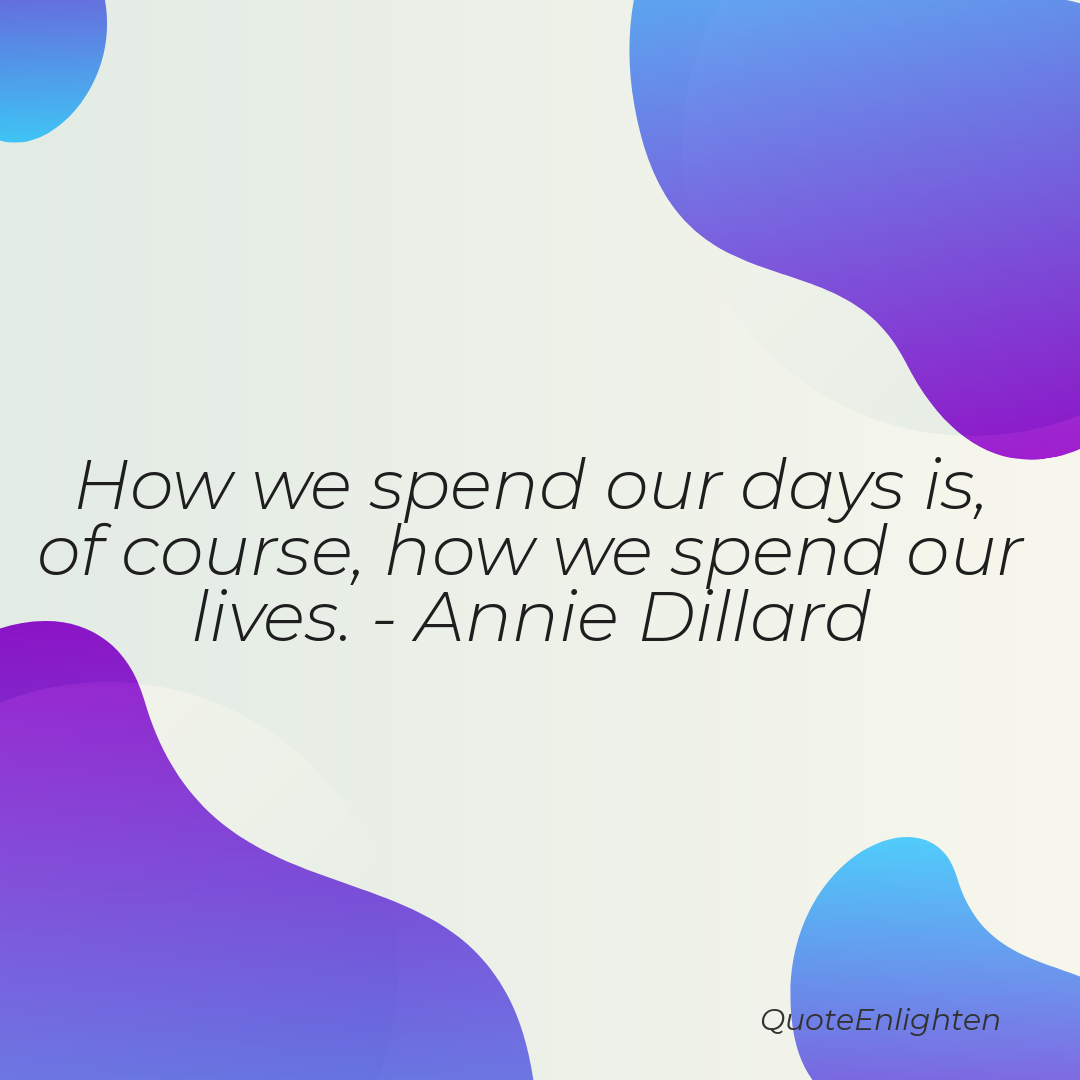 How we spend our days is,
of course, how we spend our
lives. - Annie Dillard
QuoteEnlighten